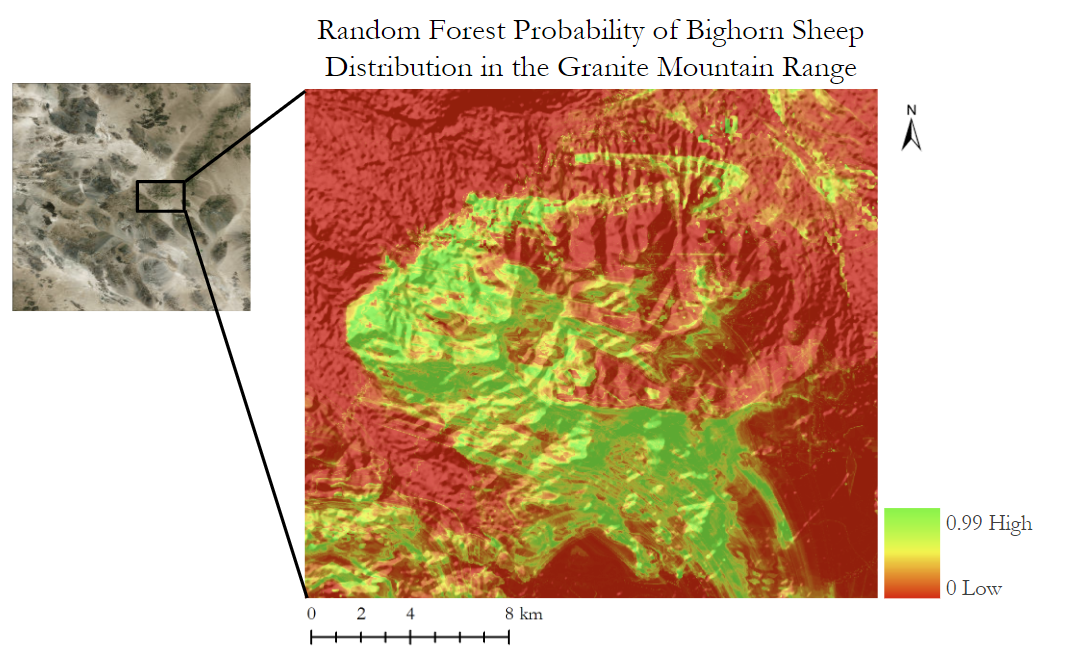 Random Forest Probability of Bighorn Sheep
Distribution in the Granite Mountain Range
N
0.99 High
0 Low
0 2 4 8 km